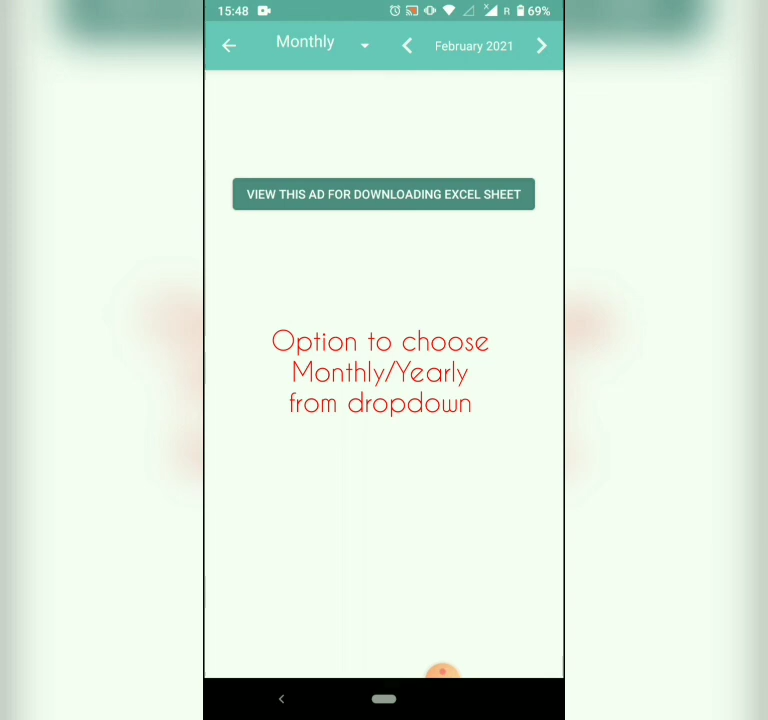 15:48 R 69%
Monthly February 2021
VIEW THIS AD FOR DOWNLOADING EXCEL SHEET
Option to choose
Monthly/Yearly
from dropdown